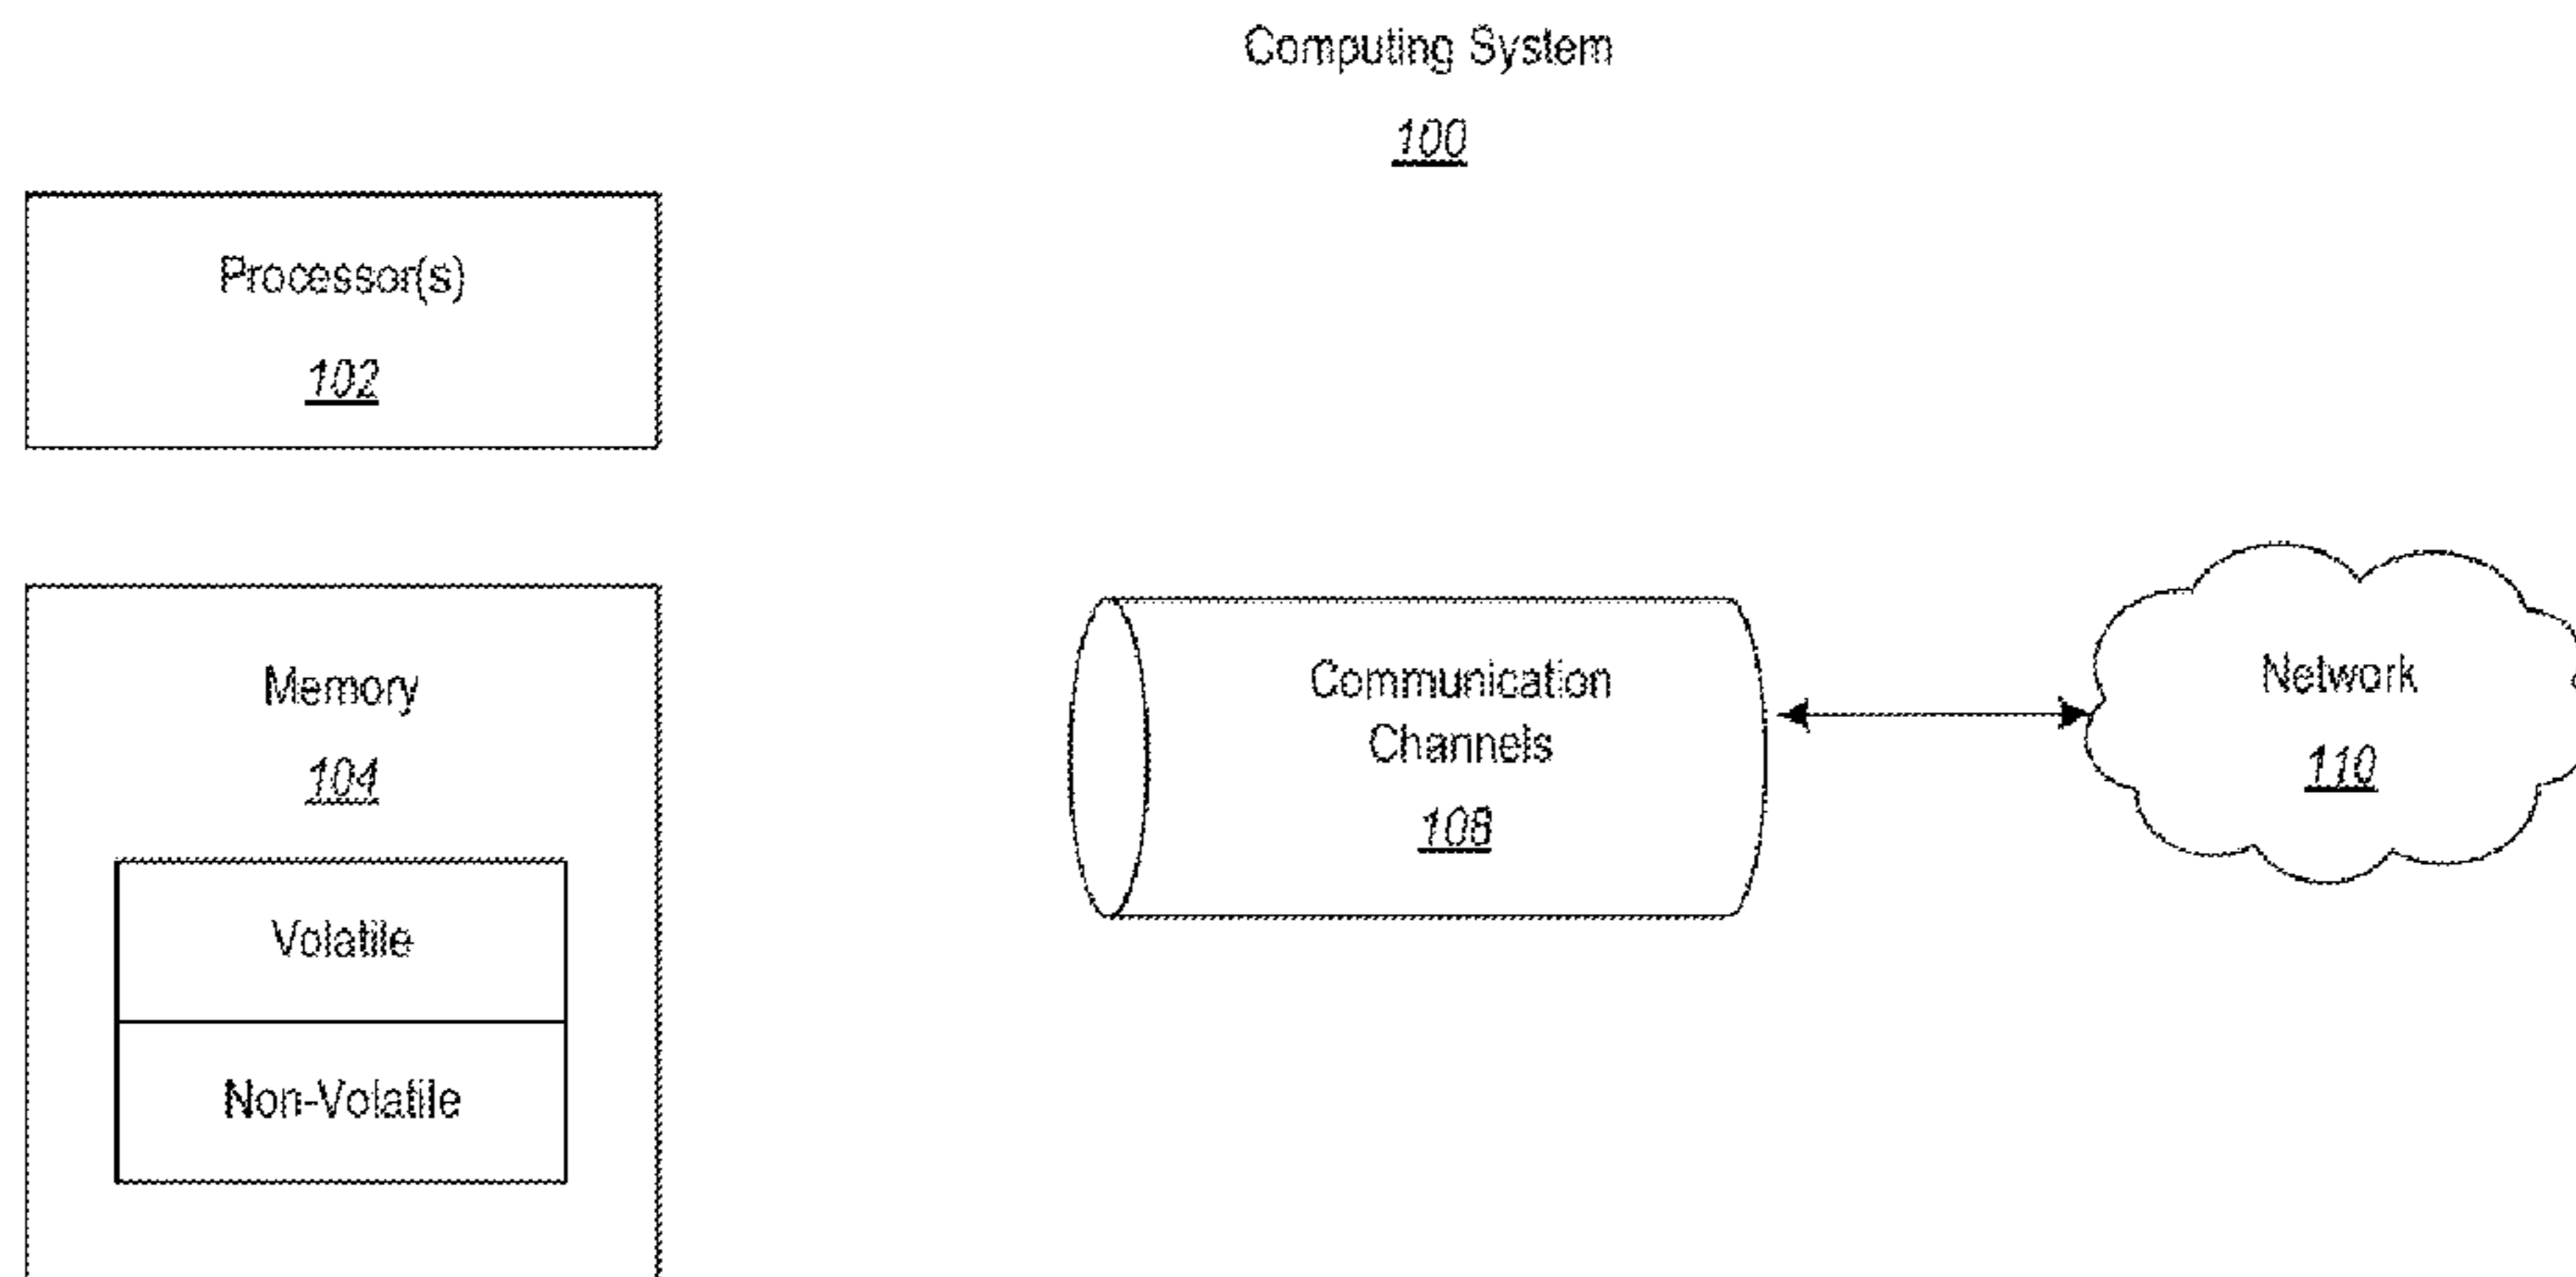 Computing System
100
Processor(s)
102
Memory
104
Volatile
Non-Volatile
Communication
Channels
108
Network
110